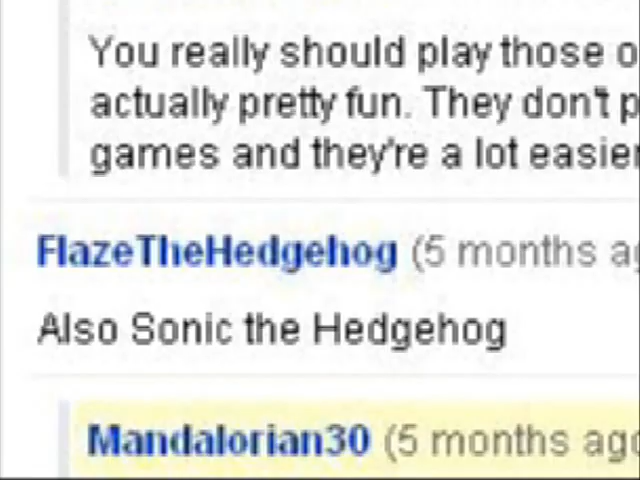 You really should play those
actually pretty fun. They don't
games and they're a lot easier
FlazeTheHedgehog (5 months
Also Sonic the Hedgehog
Mandalorian30 (5 months ago